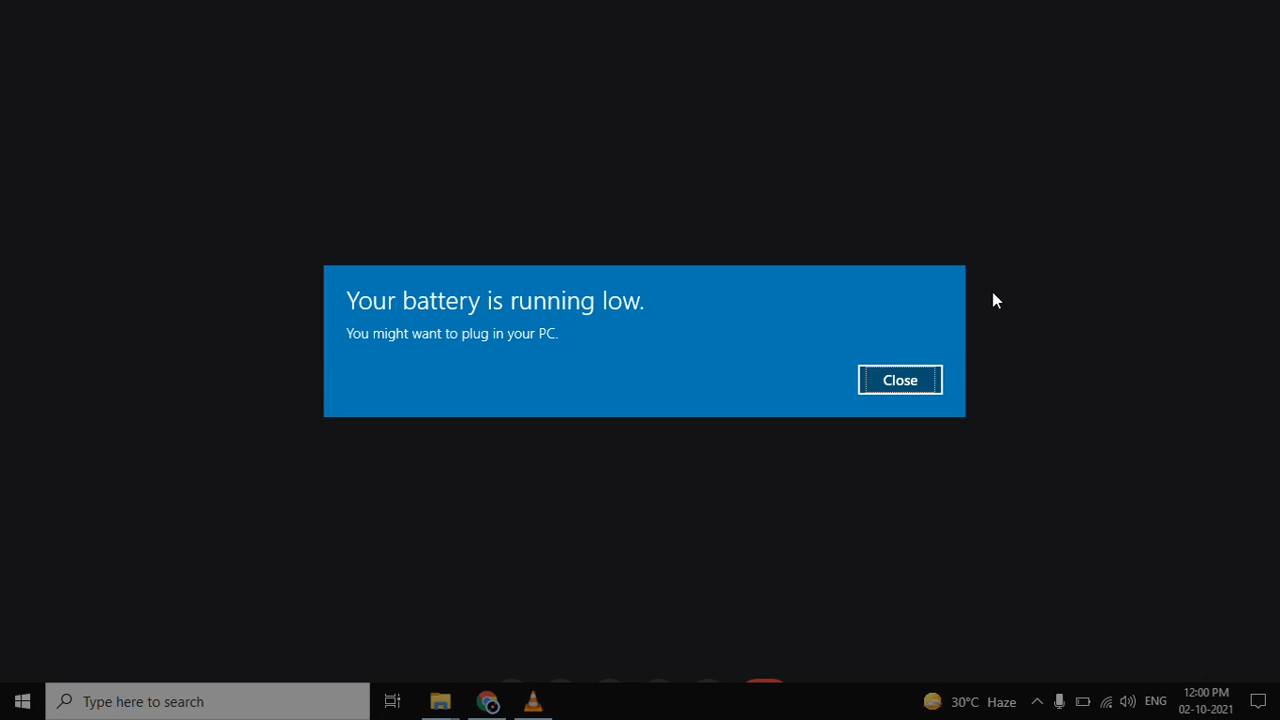 Your battery is running low.
You might want to plug in your PC.
Close
Type here to search
30°C Haze
ENG
12:00 PM
02-10-2021